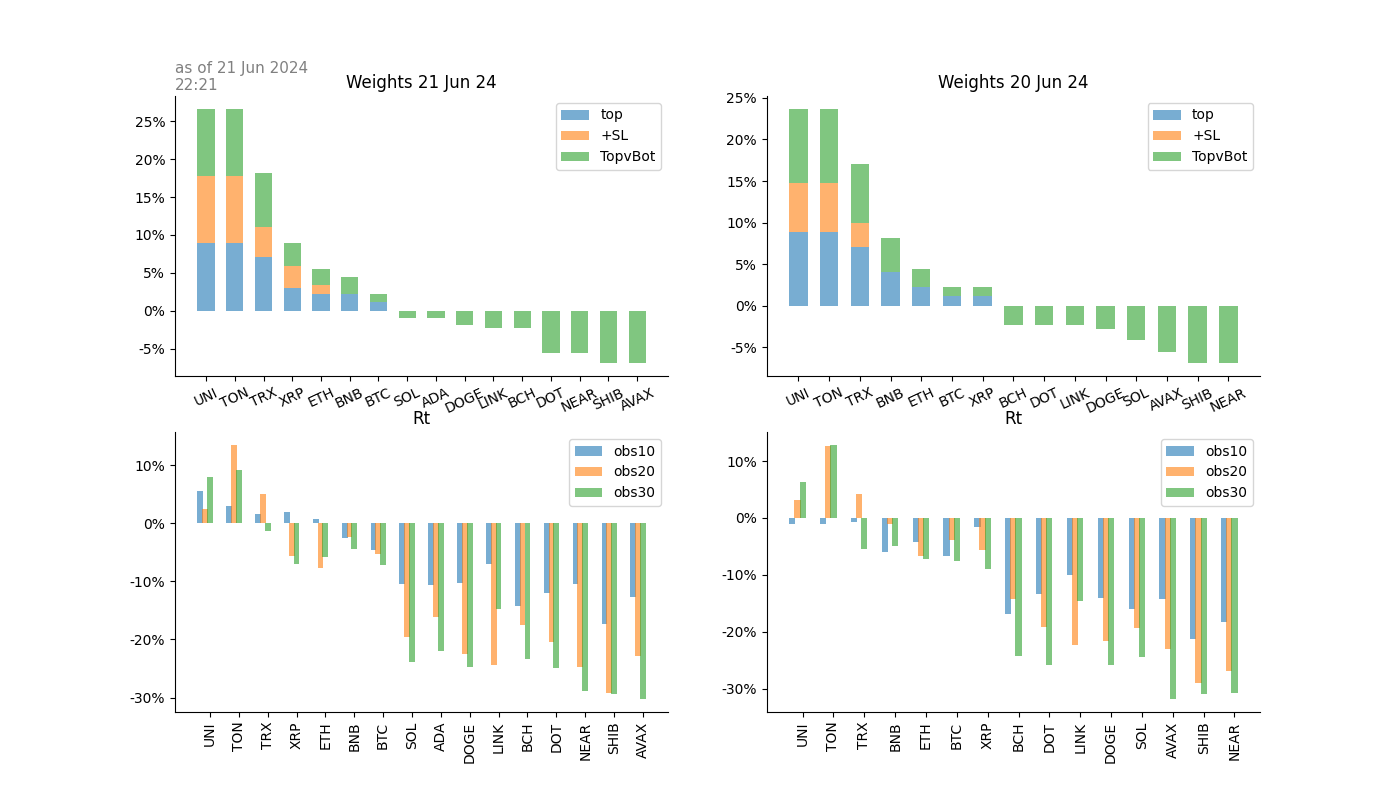 as of 21 Jun 2024
22:21
Weights 21 Jun 24
25%
20%
15%
10%
5%
0%
-5%
top
+SL
TopvBot
UNI TON TRX XRP ETH BNB BTC SOL ADA DOGE LINK BCH DOT NEAR SHIB AVAX
Weights 20 Jun 24
25%
20%
15%
10%
5%
0%
-5%
top
+SL
TopvBot
UNI TON TRX BNB ETH BTC XRP BCH DOT LINK DOGE SOL AVAX SHIB NEAR
Rt
10%
0%
-10%
-20%
-30%
obs10
obs20
obs30
UNI TON TRX XRP ETH BNB BTC SOL ADA DOGE LINK BCH DOT NEAR SHIB AVAX
Rt
10%
0%
-10%
-20%
-30%
obs10
obs20
obs30
UNI TON TRX BNB ETH BTC XRP BCH DOT LINK DOGE SOL AVAX SHIB NEAR